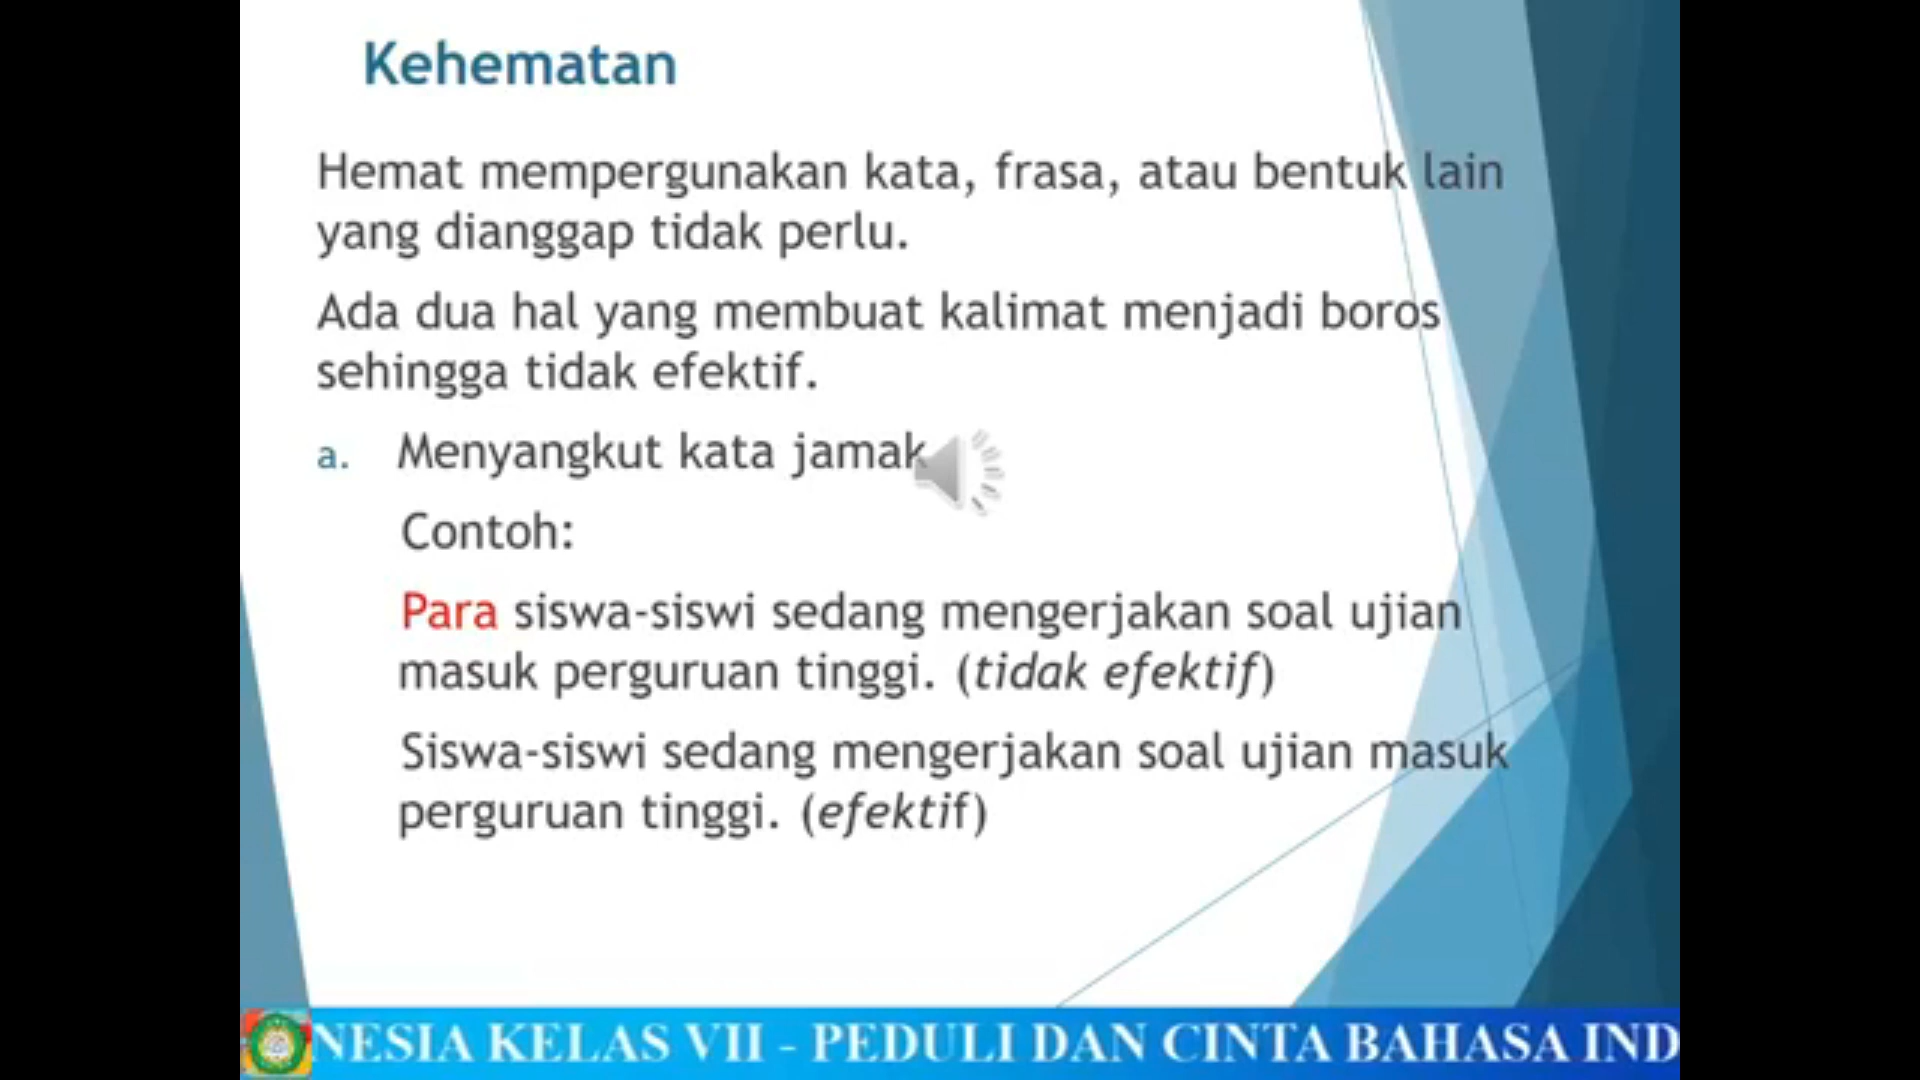 Kehematan
Hemat mempergunakan kata, frasa, atau bentuk lain
yang dianggap tidak perlu.
Ada dua hal yang membuat kalimat menjadi boros
sehingga tidak efektif.
a. Menyangkut kata jamak
Contoh:
Para siswa-siswi sedang mengerjakan soal ujian
masuk perguruan tinggi. (tidak efektif)
Siswa-siswi sedang mengerjakan soal ujian masuk
perguruan tinggi. (efektif)
NESIA KELAS VII - PEDULI DAN CINTA BAHASA IND